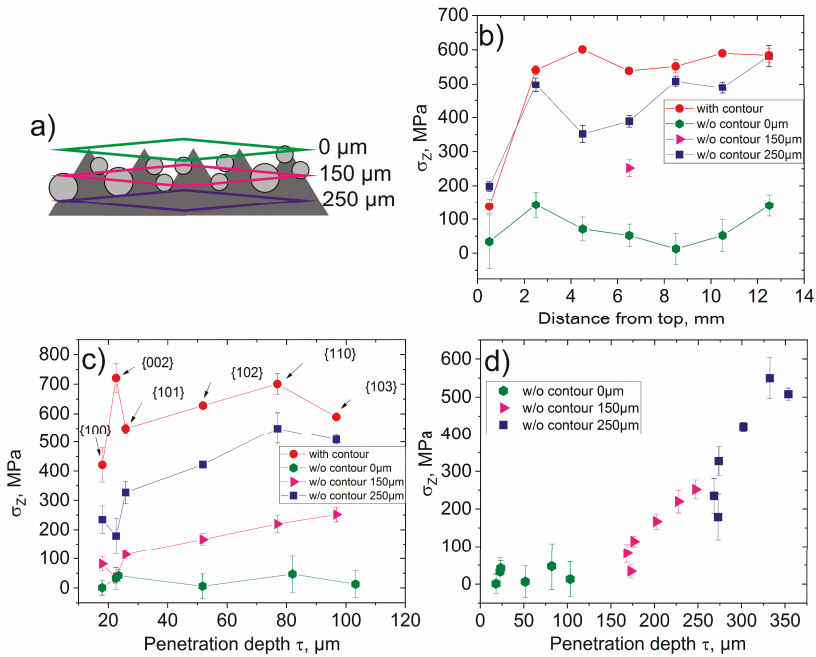 a)
0 µm
150 µm
250 µm
b)
700
600
500
400
300
200
100
0
σZ, MPa
with contour
w/o contour 0µm
w/o contour 150µm
w/o contour 250µm
0 2 4 6 8 10 12 14
Distance from top, mm
c)
800
700
600
500
400
300
200
100
0
σZ, MPa
{100}
{002}
{101}
{102}
{110}
{103}
with contour
w/o contour 0µm
w/o contour 150µm
w/o contour 250µm
20 40 60 80 100 120
Penetration depth τ, µm
d)
600
500
400
300
200
100
0
σZ, MPa
w/o contour 0µm
w/o contour 150µm
w/o contour 250µm
0 50 100 150 200 250 300 350
Penetration depth τ, µm